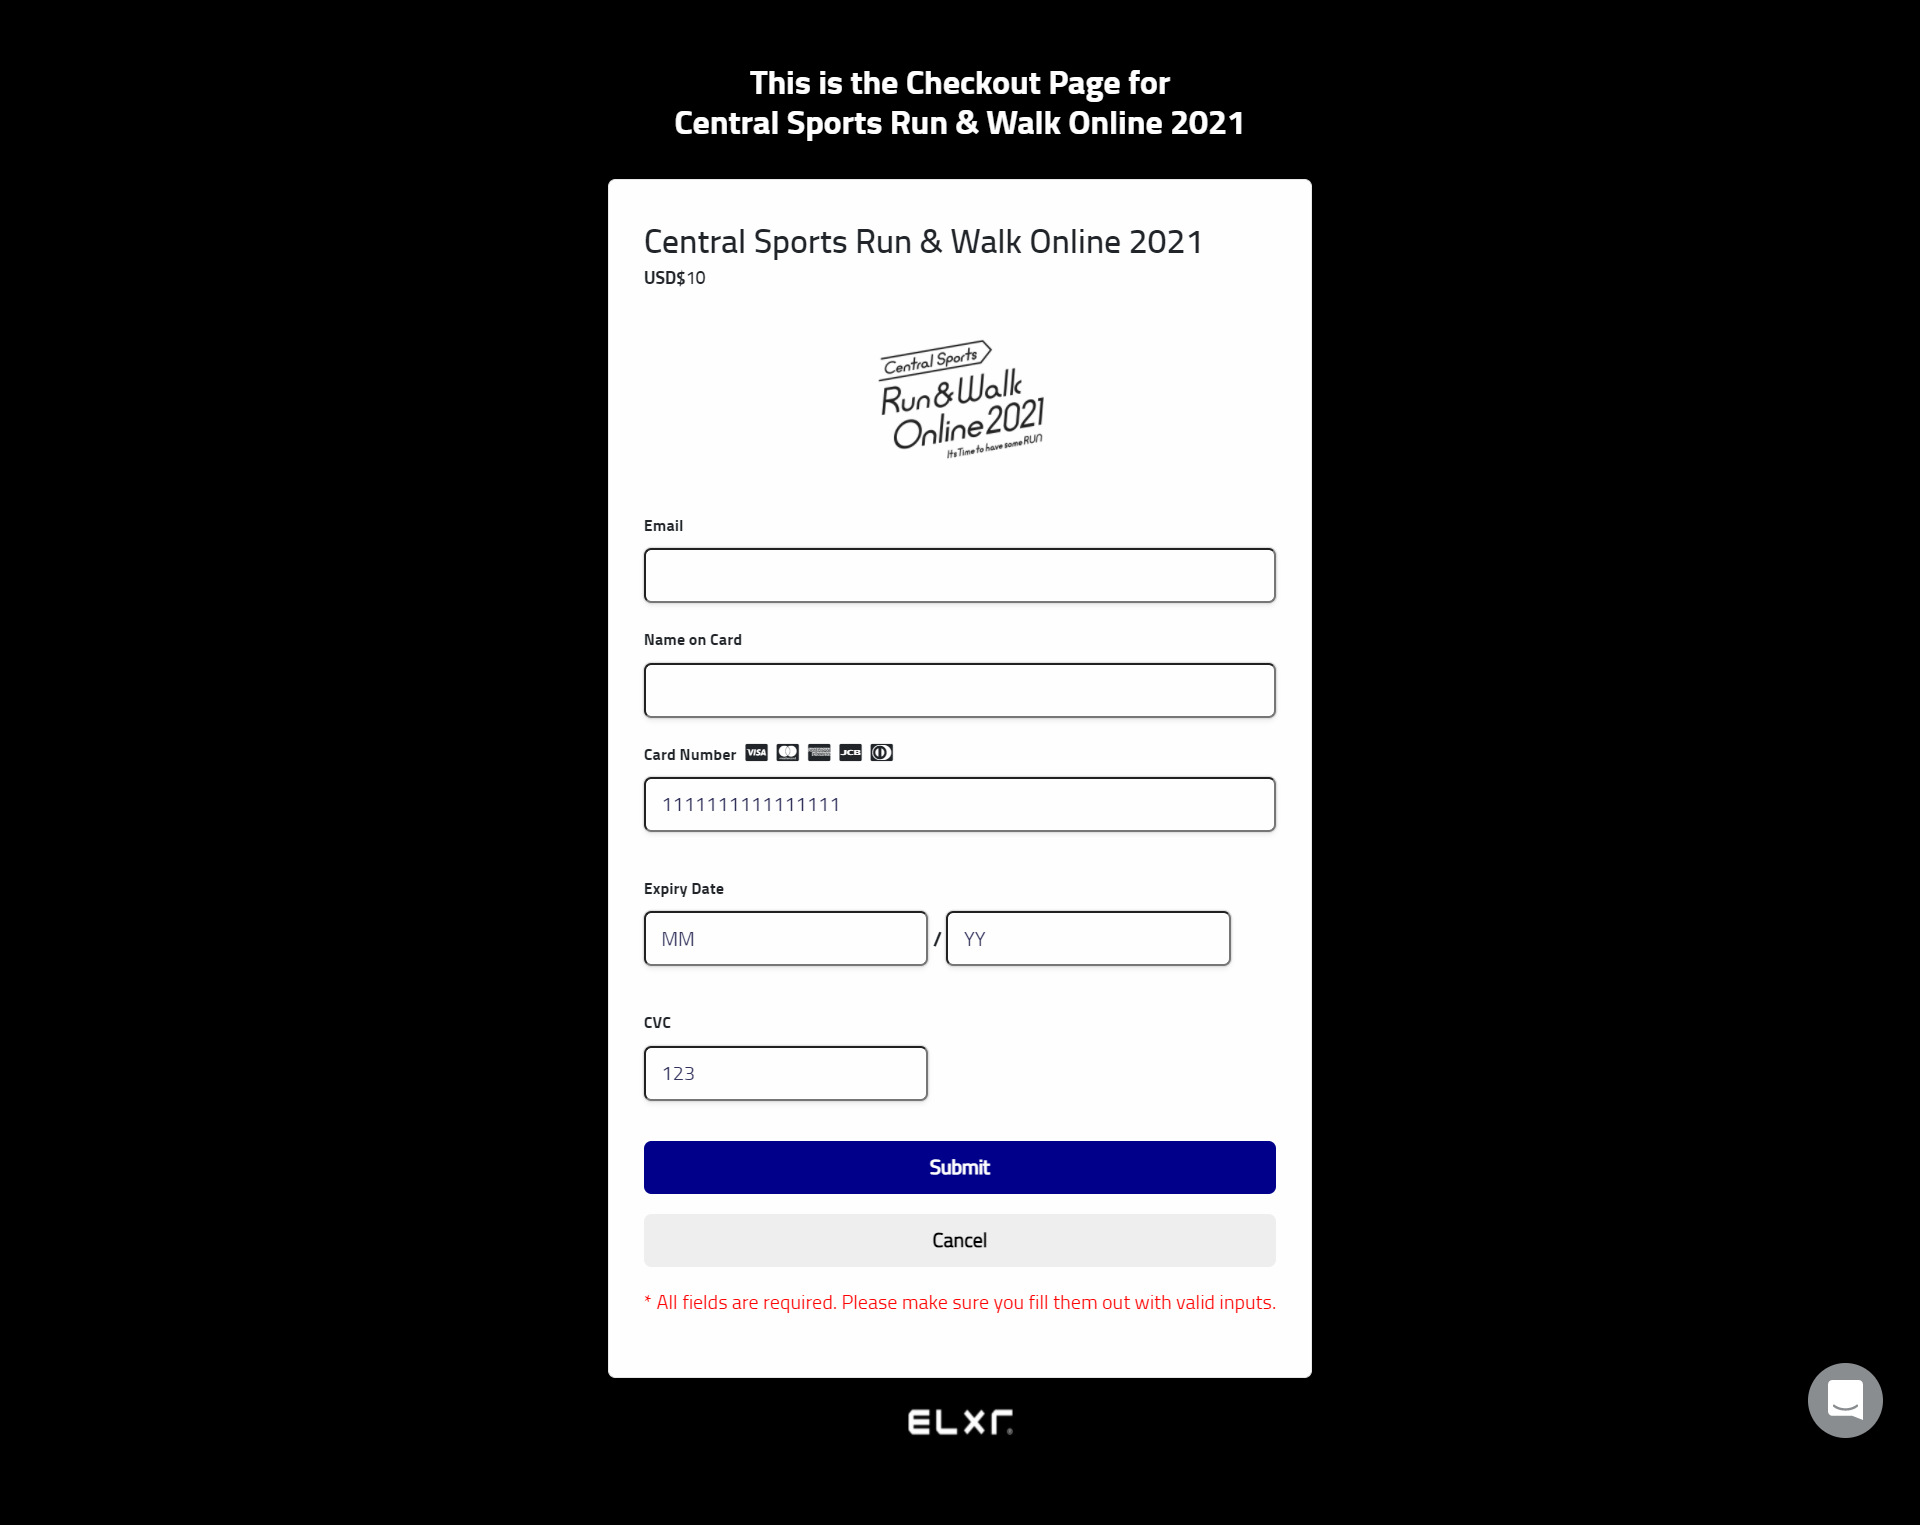 This is the Checkout Page for
Central Sports Run & Walk Online 2021
Central Sports Run & Walk Online 2021
USD$10
Central Sports
Run & Walk
Online 2021
It's Time to have some RUN
Email
Name on Card
Card Number VISA JCB
1111111111111111
Expiry Date
MM / YY
CVC
123
Submit
Cancel
* All fields are required. Please make sure you fill them out with valid inputs.
ELXR